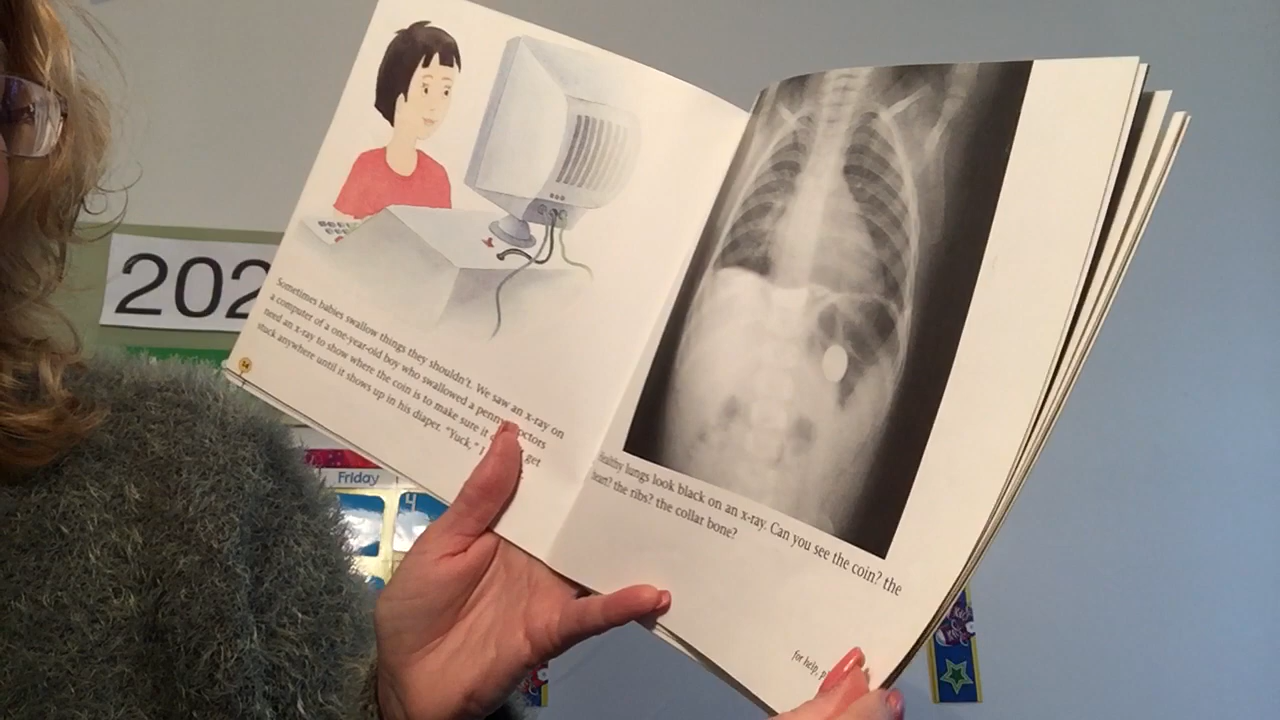 202
Friday
4
Sometimes babies swallow things they shouldn't. We saw an x-ray on
a computer of a one-year-old boy who swallowed a penny. Doctors
need an x-ray to show where the coin is to make sure it get
stuck anywhere until it shows up in his diaper. "Yuck," I
Healthy lungs look black on an x-ray. Can you see the coin? the
heart? the ribs? the collar bone?
for help,